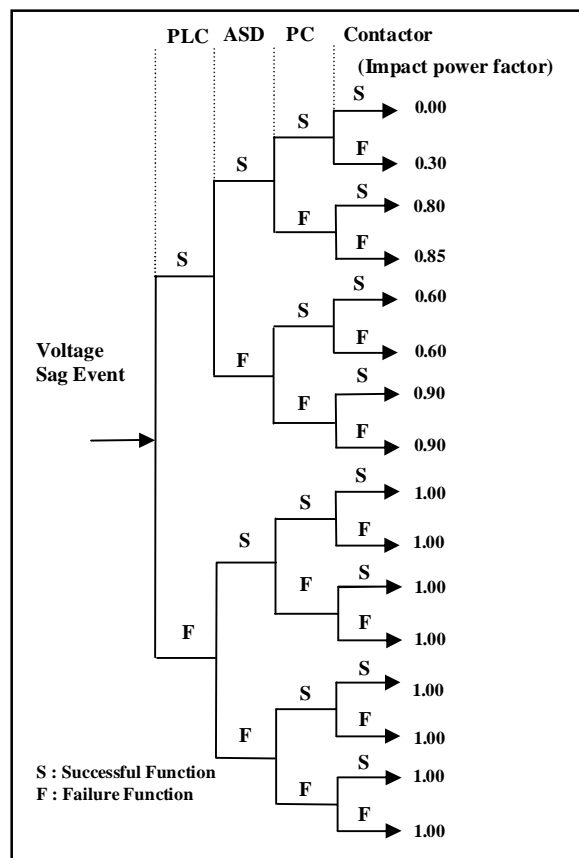 PLC ASD PC Contactor
(Impact power factor)
S
0.00
S
F
0.30
S
S
0.80
F
F
0.85
S
S
0.60
S
F
0.60
Voltage
Sag Event
F
S
0.90
F
F
0.90
S
1.00
S
F
1.00
S
S
1.00
F
F
1.00
F
S
1.00
S
F
1.00
F
S
1.00
F
F
1.00
S : Successful Function
F : Failure Function